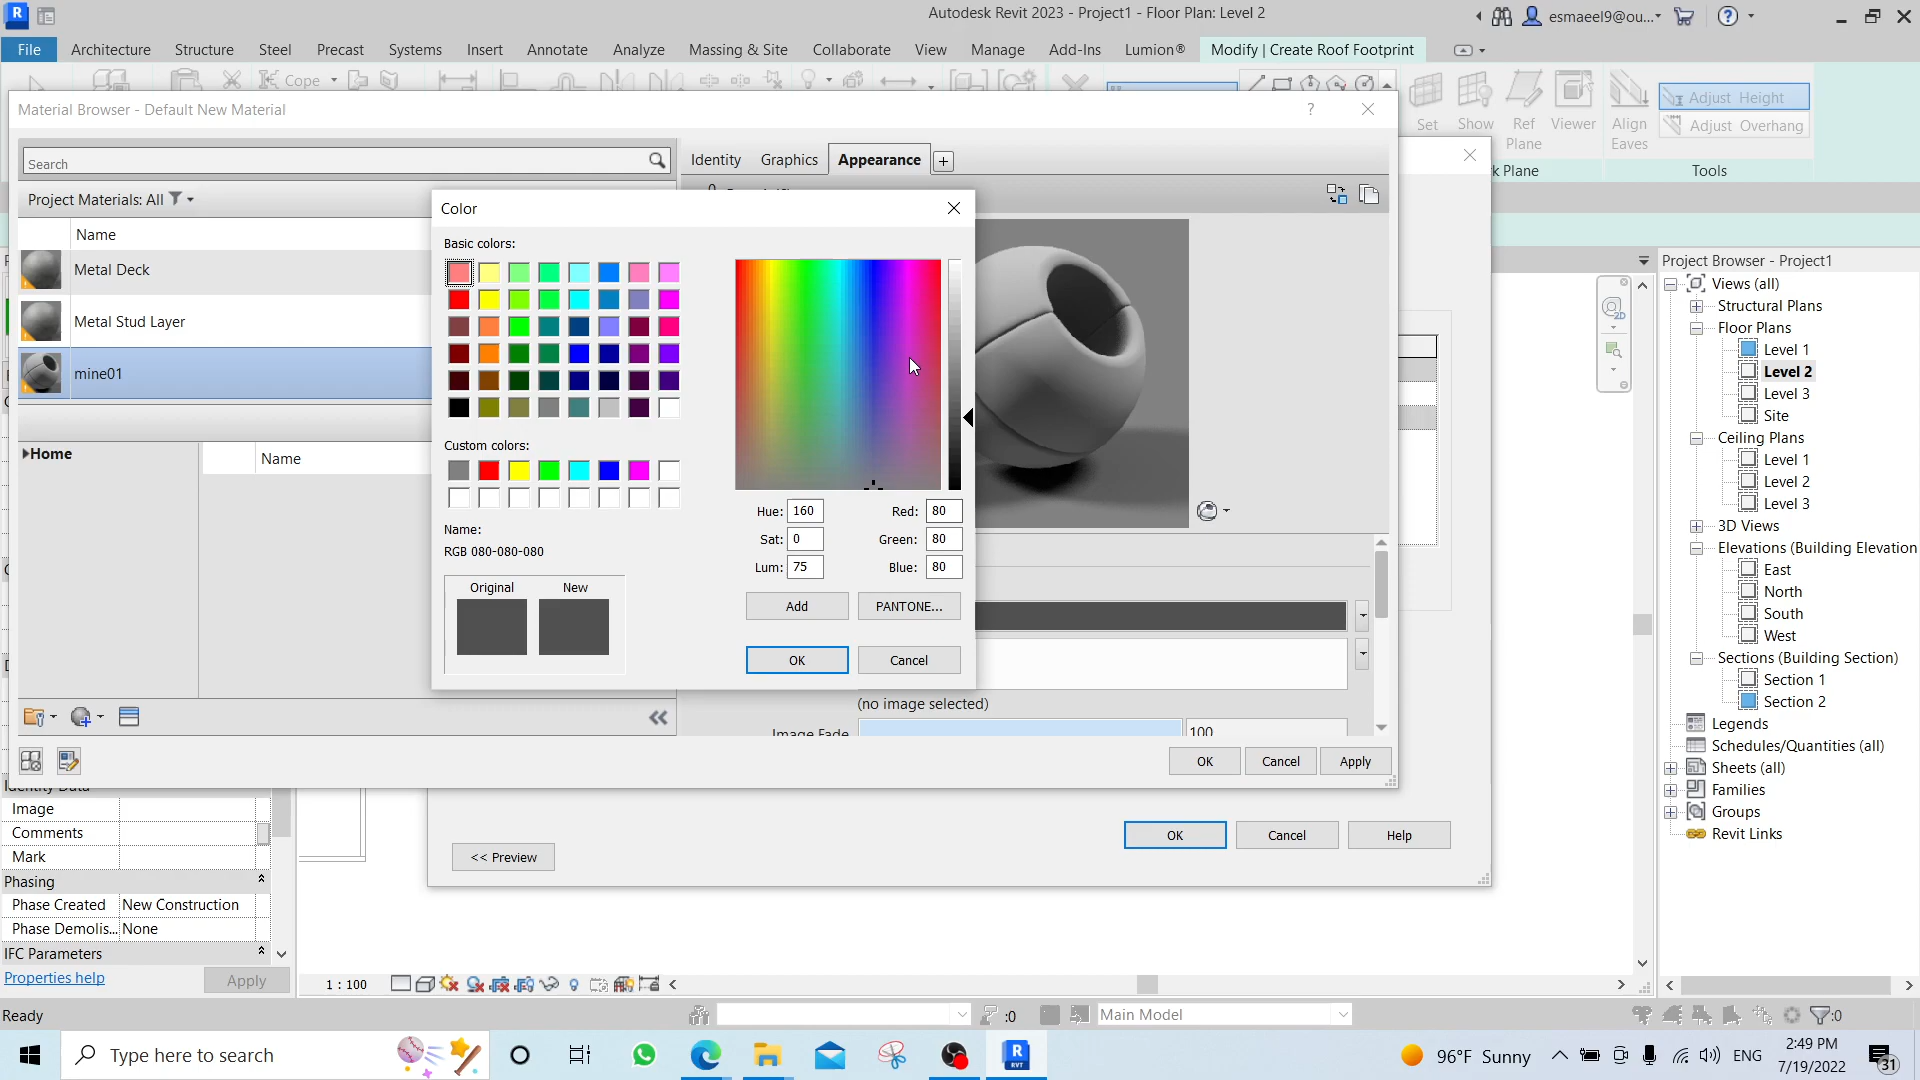 Autodesk Revit 2023 - Project1 - Floor Plan: Level 2
esmaeel9@ou...
File Architecture Structure Steel Precast Systems Insert Annotate Analyze Massing & Site Collaborate View Manage Add-Ins Lumion® Modify | Create Roof Footprint
Cope
Set Show Ref Plane Viewer Align Eaves
Adjust Height
Adjust Overhang
Plane
Tools
Material Browser - Default New Material
?
Search
Identity Graphics Appearance +
Project Materials: All
Name
Metal Deck
Metal Stud Layer
mine01
Home
Name
Color
Basic colors:
Custom colors:
Name:
RGB 080-080-080
Original New
Hue: 160 Red: 80
Sat: 0 Green: 80
Lum: 75 Blue: 80
Add PANTONE...
OK Cancel
(no image selected)
Image Fade 100
OK Cancel Apply
OK Cancel Help
<< Preview
Identity Data
Image
Comments
Mark
Phasing
Phase Created New Construction
Phase Demolis... None
IFC Parameters
Properties help Apply
1 : 100
Project Browser - Project1
Views (all)
Structural Plans
Floor Plans
Level 1
Level 2
Level 3
Site
Ceiling Plans
Level 1
Level 2
Level 3
3D Views
Elevations (Building Elevation
East
North
South
West
Sections (Building Section)
Section 1
Section 2
Legends
Schedules/Quantities (all)
Sheets (all)
Families
Groups
Revit Links
Ready
:0
Main Model
:0
Type here to search
96°F Sunny
ENG
2:49 PM
7/19/2022
31